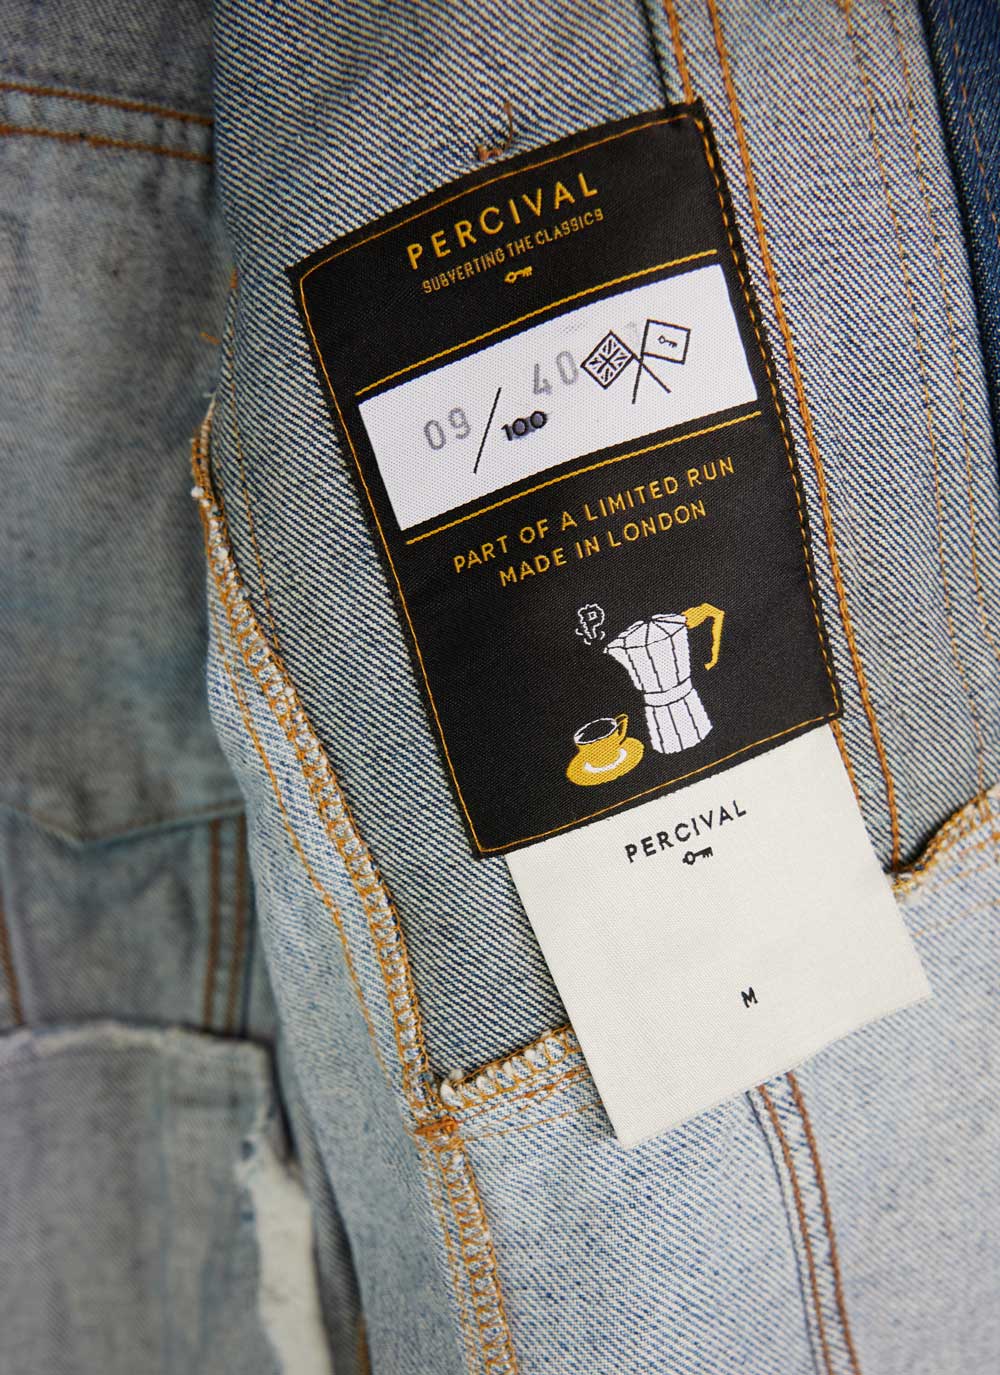 PERCIVAL
SUBVERTING THE CLASSICS
09/40
100
PART OF A LIMITED RUN
MADE IN LONDON
P
PERCIVAL
M